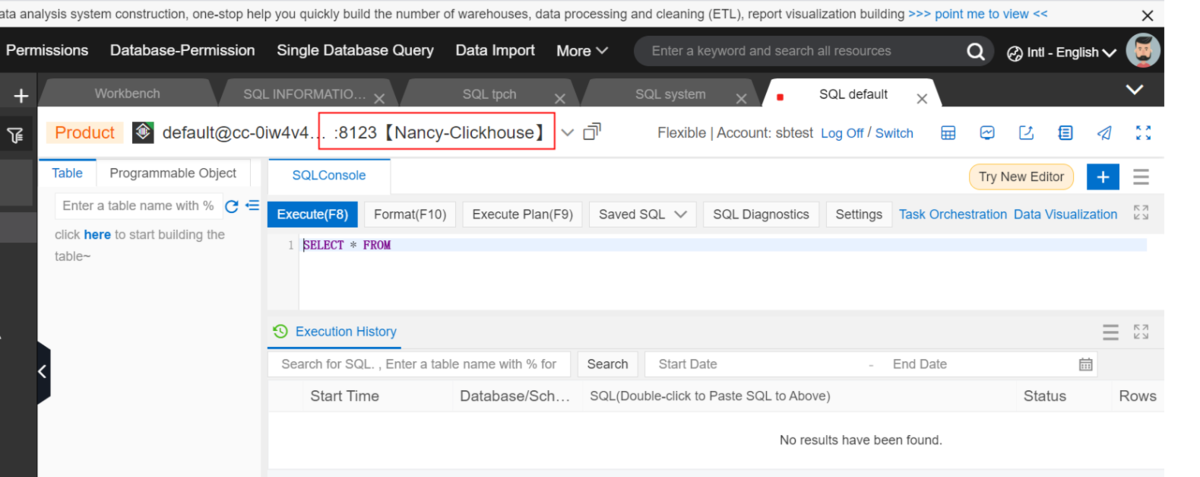 ata analysis system construction, one-stop help you quickly build the number of warehouses, data processing and cleaning (ETL), report visualization building >>> point me to view <<
Permissions Database-Permission Single Database Query Data Import More Enter a keyword and search all resources Intl - English
Workbench SQL INFORMATIO... SQL tpch SQL system SQL default
Product default@cc-0iw4v4... :8123【Nancy-Clickhouse】 Flexible | Account: sbtest Log Off / Switch
Table Programmable Object SQLConsole Try New Editor
Enter a table name with %
Execute(F8) Format(F10) Execute Plan(F9) Saved SQL SQL Diagnostics Settings Task Orchestration Data Visualization
click here to start building the
table~
1 SELECT * FROM
Execution History
Search for SQL. , Enter a table name with % for Search Start Date - End Date
Start Time Database/Sch... SQL(Double-click to Paste SQL to Above) Status Rows
No results have been found.